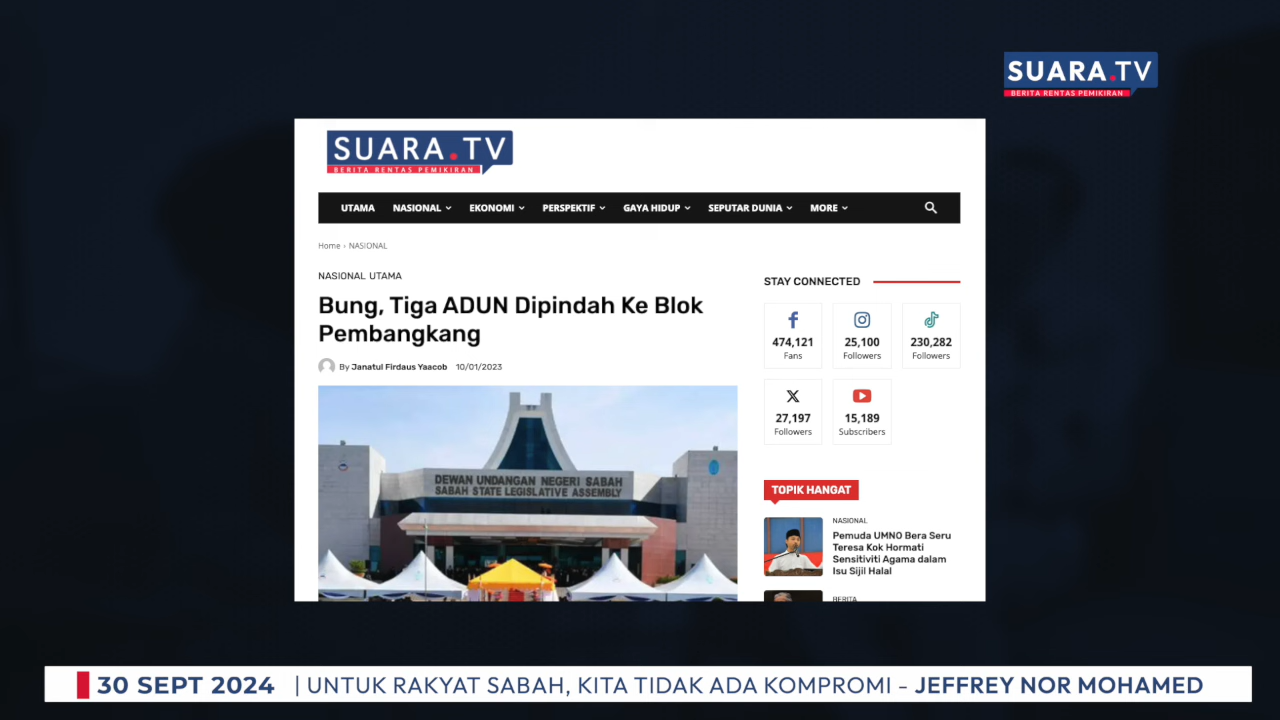 SUARA.TV
BERITA RENTAS PEMIKIRAN
SUARA.TV
BERITA RENTAS PEMIKIRAN
UTAMA NASIONAL EKONOMI PERSPEKTIF GAYA HIDUP SEPUTAR DUNIA MORE
Home › NASIONAL
NASIONAL UTAMA
Bung, Tiga ADUN Dipindah Ke Blok
Pembangkang
By Janatul Firdaus Yaacob 10/01/2023
DEWAN UNDANGAN NEGERI SABAH
SABAH STATE LEGISLATIVE ASSEMBLY
STAY CONNECTED
474,121
Fans
25,100
Followers
230,282
Followers
27,197
Followers
15,189
Subscribers
TOPIK HANGAT
NASIONAL
Pemuda UMNO Bera Seru
Teresa Kok Hormati
Sensitiviti Agama dalam
Isu Sijil Halal
BERITA
30 SEPT 2024 | UNTUK RAKYAT SABAH, KITA TIDAK ADA KOMPROMI - JEFFREY NOR MOHAMED